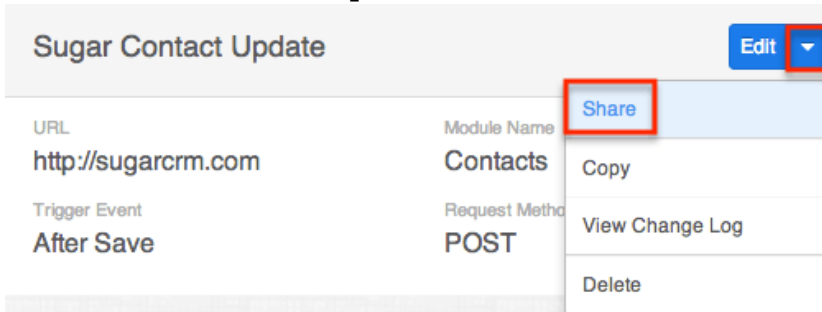 Sugar Contact Update
Edit
Share
URL
Module Name
http://sugarcrm.com
Contacts
Copy
Trigger Event
Request Metho
View Change Log
After Save
POST
Delete